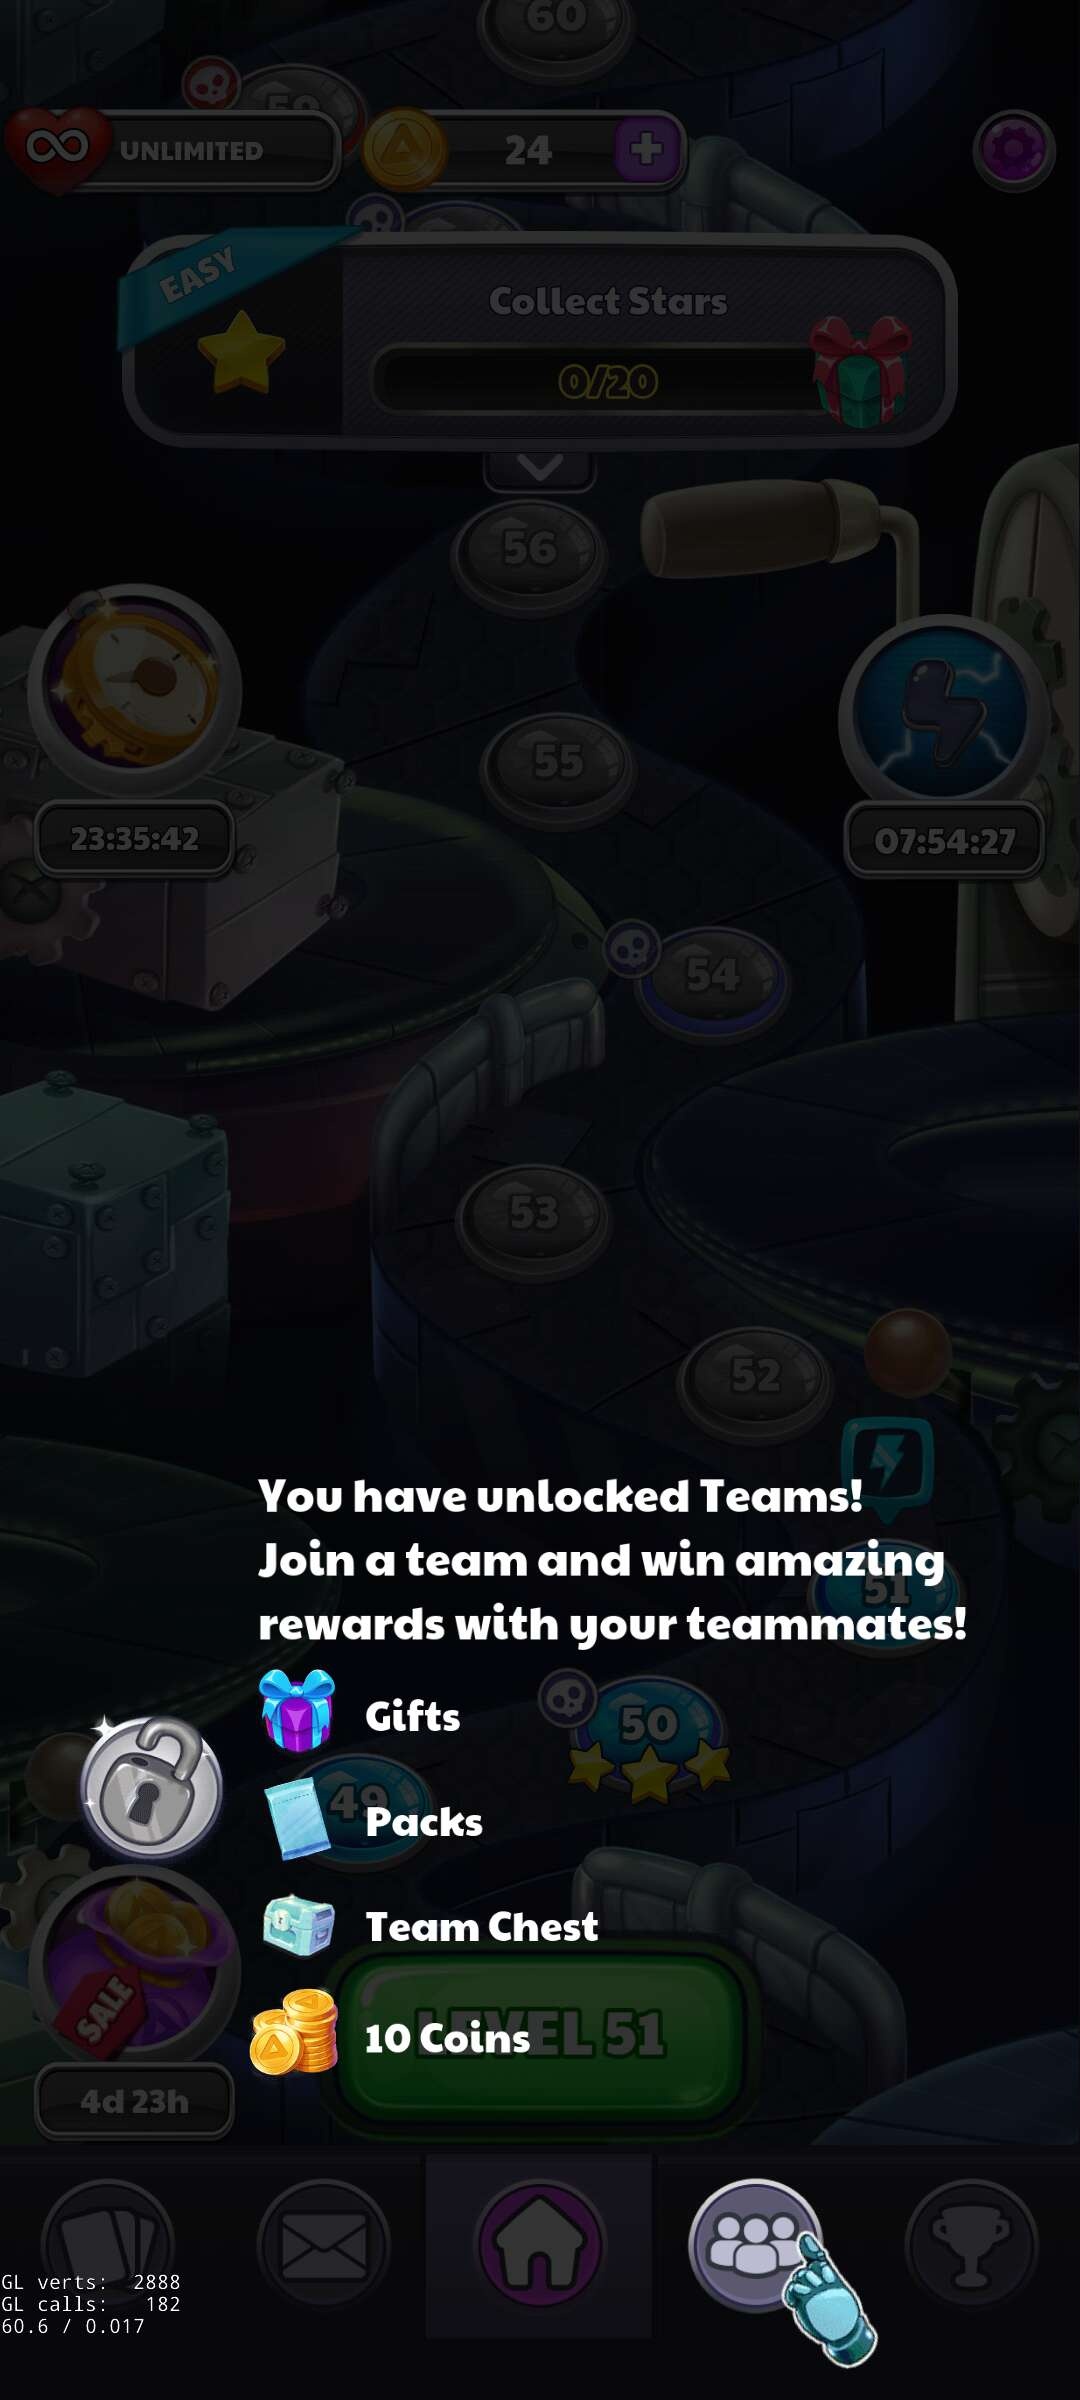 60
59
UNLIMITED
24
EASY
Collect Stars
0/20
56
55
23:35:42
07:54:27
54
53
52
You have unlocked Teams!
Join a team and win amazing
51
rewards with your teammates!
Gifts
50
49
Packs
Team Chest
SALE
LEVEL 51
10 Coins
4d 23h
GL verts: 2888
GL calls: 182
60.6 / 0.017